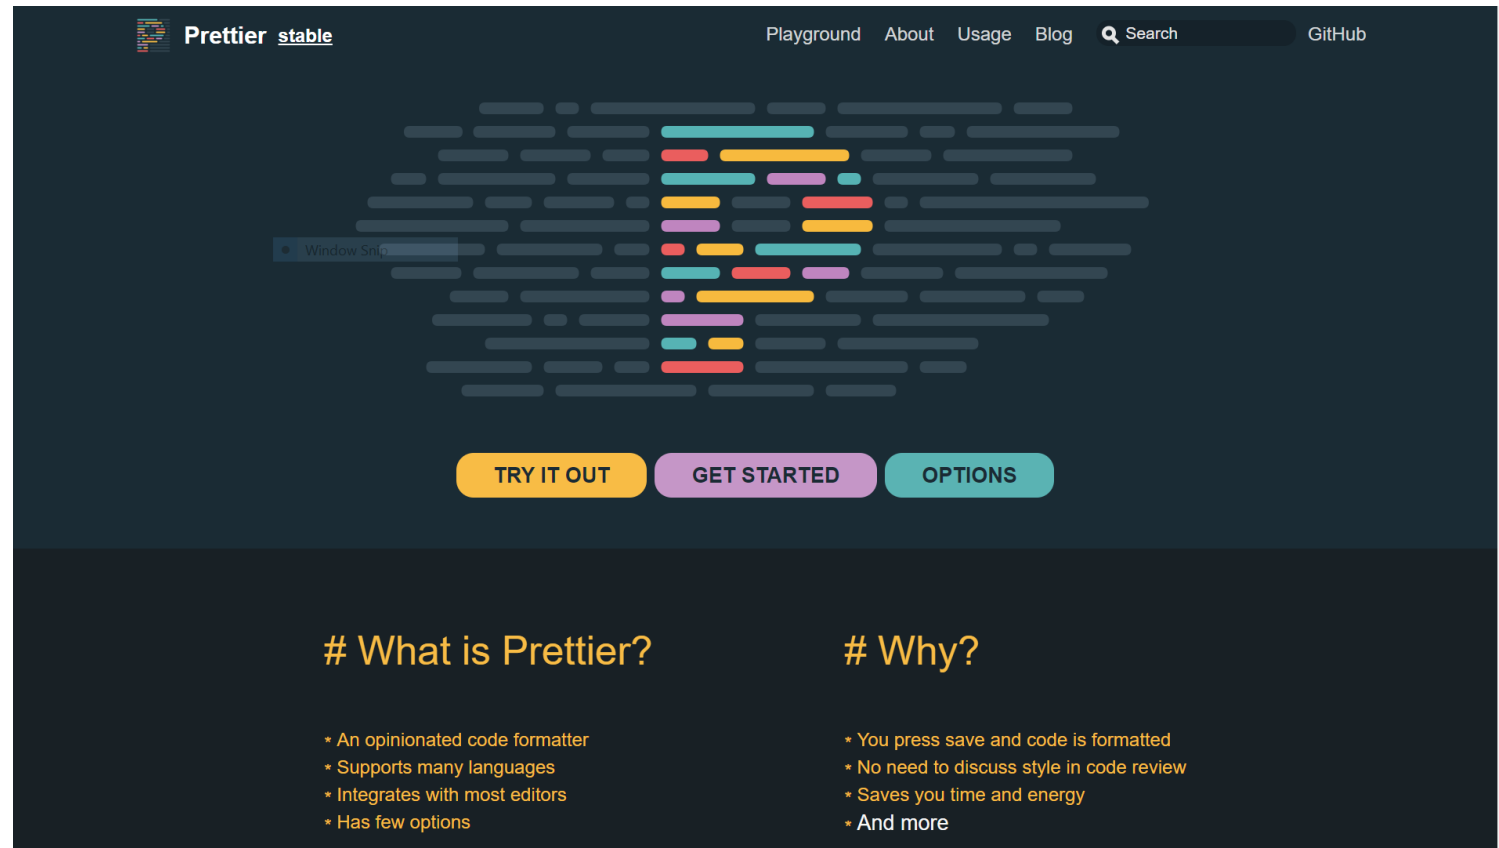 Prettier stable
Playground About Usage Blog Search GitHub
Window Snip
TRY IT OUT GET STARTED OPTIONS
# What is Prettier?
* An opinionated code formatter
* Supports many languages
* Integrates with most editors
* Has few options
# Why?
* You press save and code is formatted
* No need to discuss style in code review
* Saves you time and energy
* And more